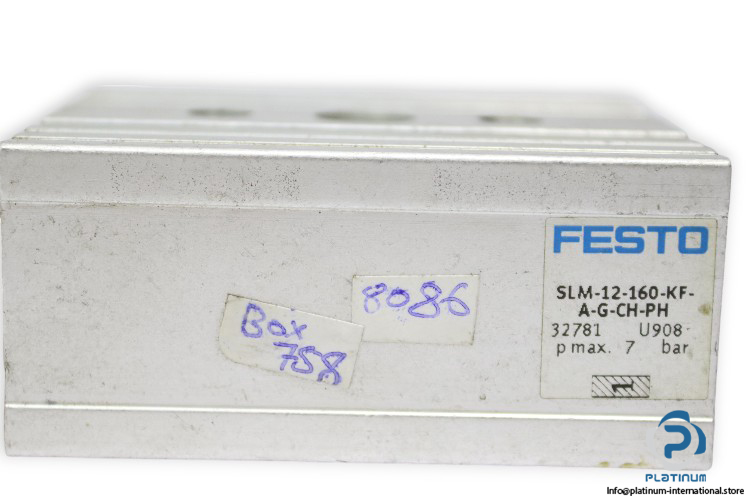 Box
758
8086
FESTO
SLM-12-160-KF-
A-G-CH-PH
32781 U908
p max. 7 bar
PLATINUM
Info@platinum-international.store